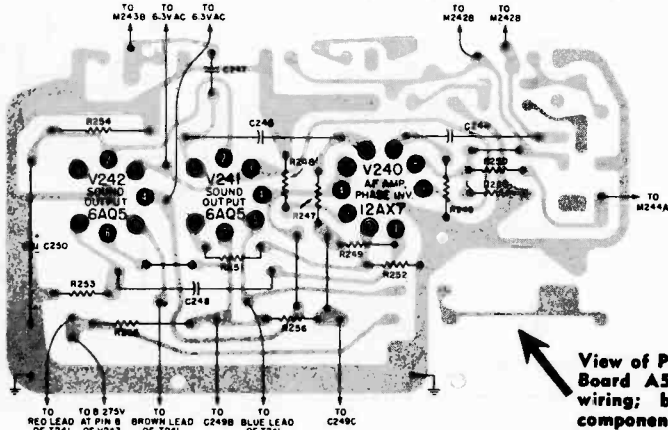 TO
M243B
TO
6.3VAC
TO
6.3VAC
TO
M242B
TO
M242B
C247
R254
C246
V242
SOUND
OUTPUT
6AQ5
V241
SOUND
OUTPUT
6AQ5
R248
R247
V240
AF AMP
PHASE INV
12AX7
R250
TO
M244A
C250
R249
R252
R253
C248
R256
View of P
Board A5
wiring; b
componen
TO
RED LEAD
TO B 275V
AT PIN 8
TO
BROWN LEAD
TO
C249B
TO
BLUE LEAD
TO
C249C